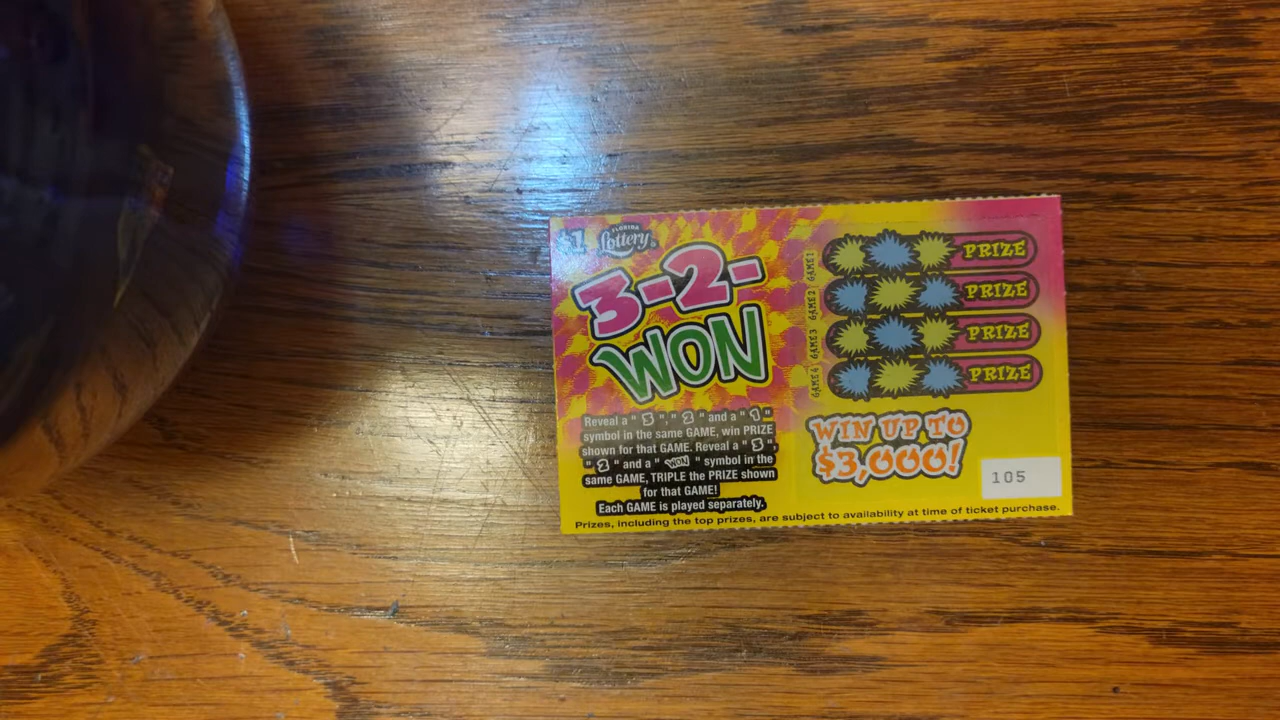 $1 FLORIDA Lottery
3-2-
WON
Reveal a "3", "2" and a "1"
symbol in the same GAME, win PRIZE
shown for that GAME. Reveal a "3",
"2" and a "WON" symbol in the
same GAME, TRIPLE the PRIZE shown
for that GAME!
Each GAME is played separately.
GAME 1 PRIZE
GAME 2 PRIZE
GAME 3 PRIZE
GAME 4 PRIZE
WIN UP TO
$3,000!
105
Prizes, including the top prizes, are subject to availability at time of ticket purchase.